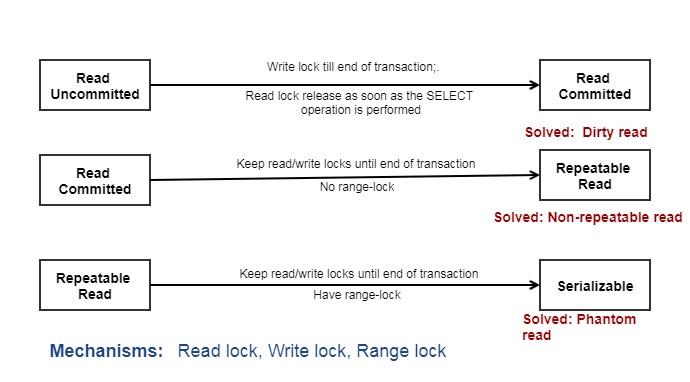 Write lock till end of transaction;.
Read
Uncommitted
Read
Committed
Read lock release as soon as the SELECT
operation is performed
Solved: Dirty read
Keep read/write locks until end of transaction
Read
Committed
Repeatable
Read
No range-lock
Solved: Non-repeatable read
Keep read/write locks until end of transaction
Repeatable
Read
Serializable
Have range-lock
Solved: Phantom
read
Mechanisms: Read lock, Write lock, Range lock